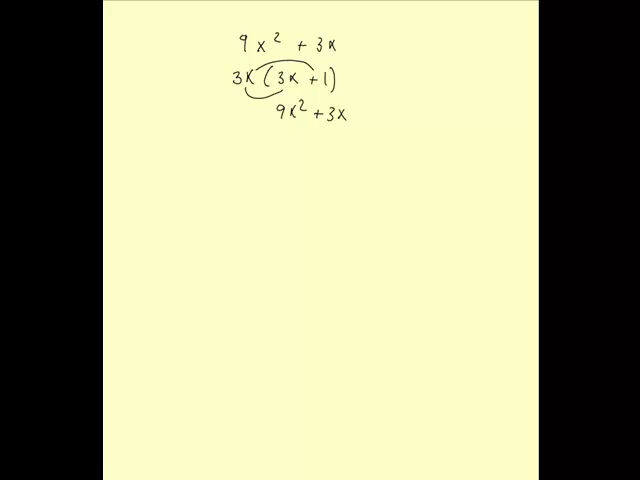 9x² + 3x
3x(3x + 1)
9x² + 3x